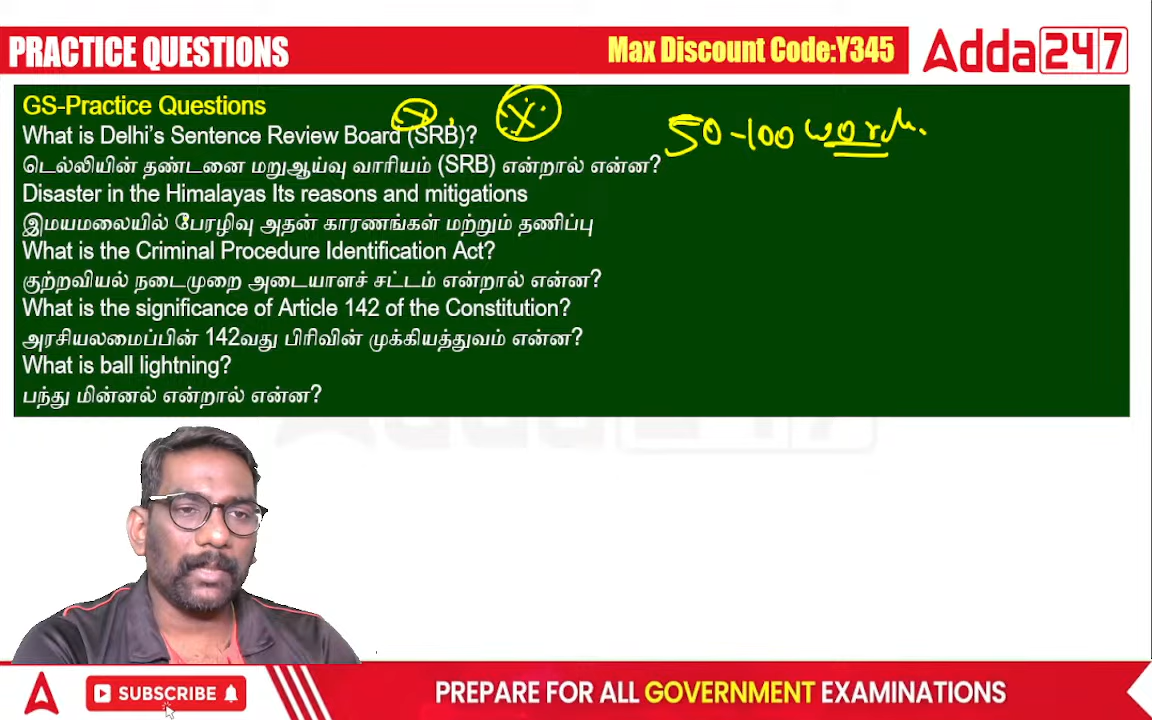 PRACTICE QUESTIONS
Max Discount Code:Y345
Adda 247
GS-Practice Questions
What is Delhi's Sentence Review Board (SRB)?
50-100 words.
டெல்லியின் தண்டனை மறுஆய்வு வாரியம் (SRB) என்றால் என்ன?
Disaster in the Himalayas Its reasons and mitigations
இமயமலையில் பேரழிவு அதன் காரணங்கள் மற்றும் தணிப்பு
What is the Criminal Procedure Identification Act?
குற்றவியல் நடைமுறை அடையாளச் சட்டம் என்றால் என்ன?
What is the significance of Article 142 of the Constitution?
அரசியலமைப்பின் 142வது பிரிவின் முக்கியத்துவம் என்ன?
What is ball lightning?
பந்து மின்னல் என்றால் என்ன?
SUBSCRIBE
PREPARE FOR ALL GOVERNMENT EXAMINATIONS